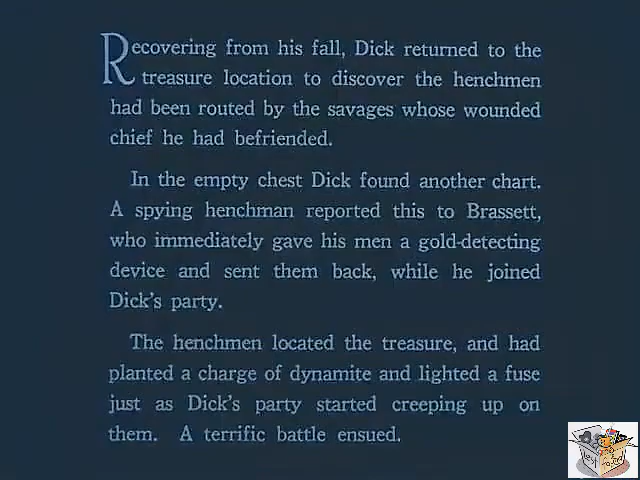 Recovering from his fall, Dick returned to the
treasure location to discover the henchmen
had been routed by the savages whose wounded
chief he had befriended.
In the empty chest Dick found another chart.
A spying henchman reported this to Brassett,
who immediately gave his men a gold-detecting
device and sent them back, while he joined
Dick's party.
The henchmen located the treasure, and had
planted a charge of dynamite and lighted a fuse
just as Dick's party started creeping up on
them. A terrific battle ensued.